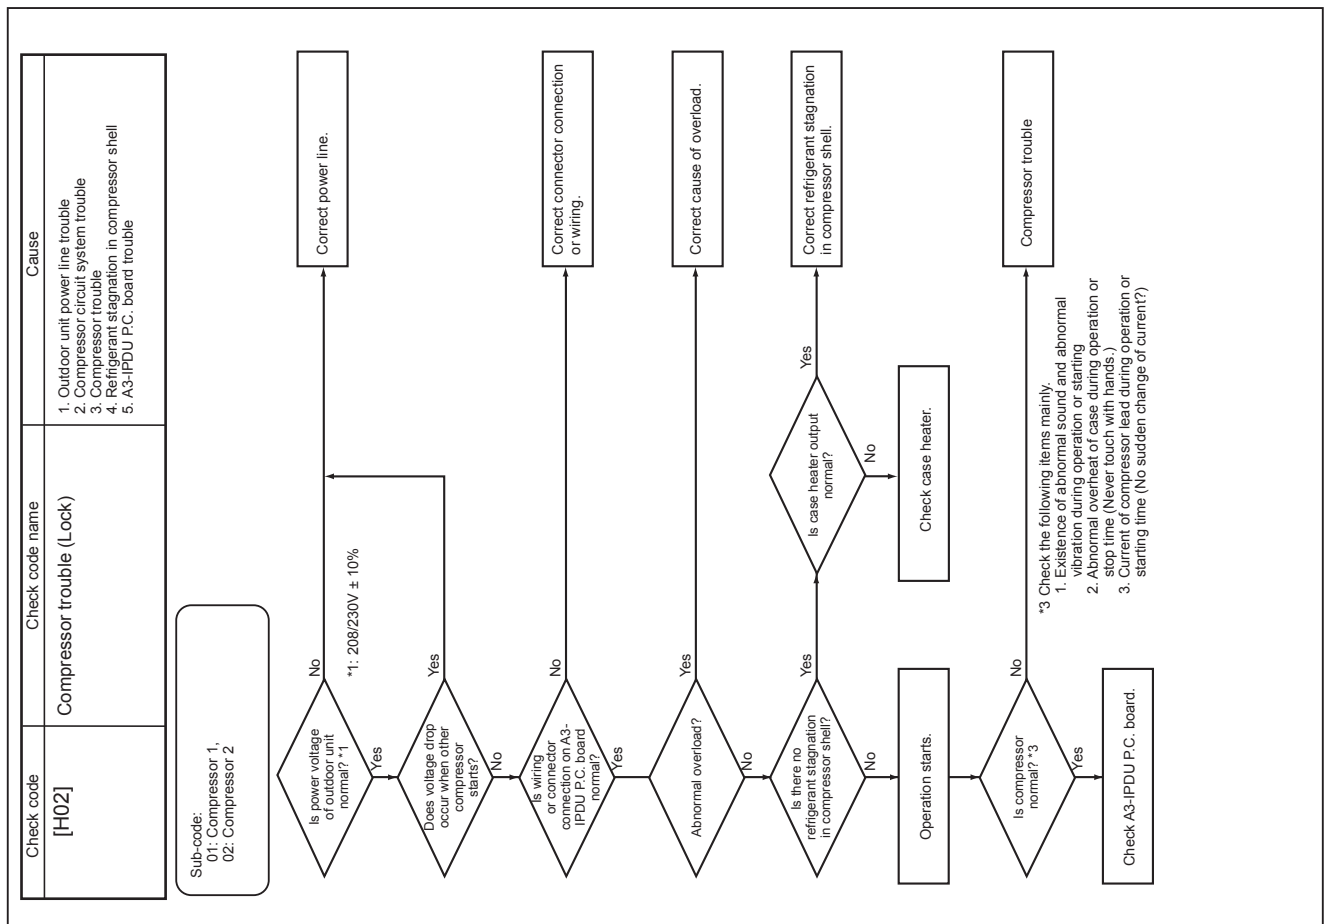 Check code
Check code name
Cause
[H02]
Compressor trouble (Lock)
1. Outdoor unit power line trouble
2. Compressor circuit system trouble
3. Compressor trouble
4. Refrigerant stagnation in compressor shell
5. A3-IPDU P.C. board trouble
Sub-code:
01: Compressor 1,
02: Compressor 2
Is power voltage
of outdoor unit
normal? *1
No
Correct power line.
*1: 208/230V ± 10%
Yes
Does voltage drop
occur when other
compressor
starts?
Yes
No
Is wiring
or connector
connection on A3-
IPDU P.C. board
normal?
No
Correct connector connection
or wiring.
Yes
Abnormal overload?
Yes
Correct cause of overload.
No
Is there no
refrigerant stagnation
in compressor shell?
Yes
Is case heater output
normal?
Yes
Correct refrigerant stagnation
in compressor shell.
No
Check case heater.
No
Operation starts.
Is compressor
normal? *3
No
Compressor trouble
*3 Check the following items mainly.
1. Existence of abnormal sound and abnormal
vibration during operation or starting
2. Abnormal overheat of case during operation or
stop time (Never touch with hands.)
3. Current of compressor lead during operation or
starting time (No sudden change of current?)
Yes
Check A3-IPDU P.C. board.